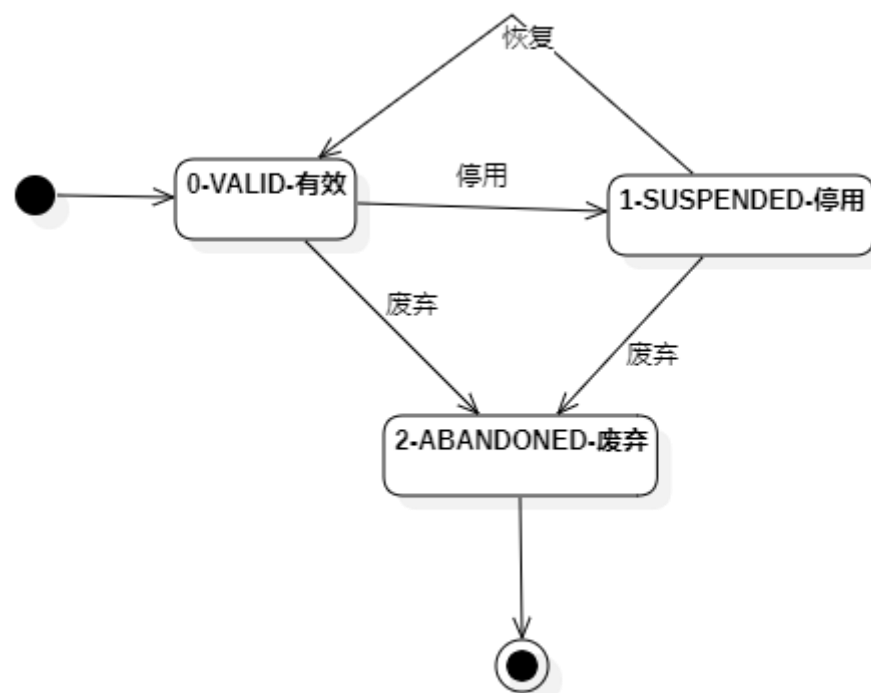 恢复
0-VALID-有效
停用
1-SUSPENDED-停用
废弃
废弃
2-ABANDONED-废弃